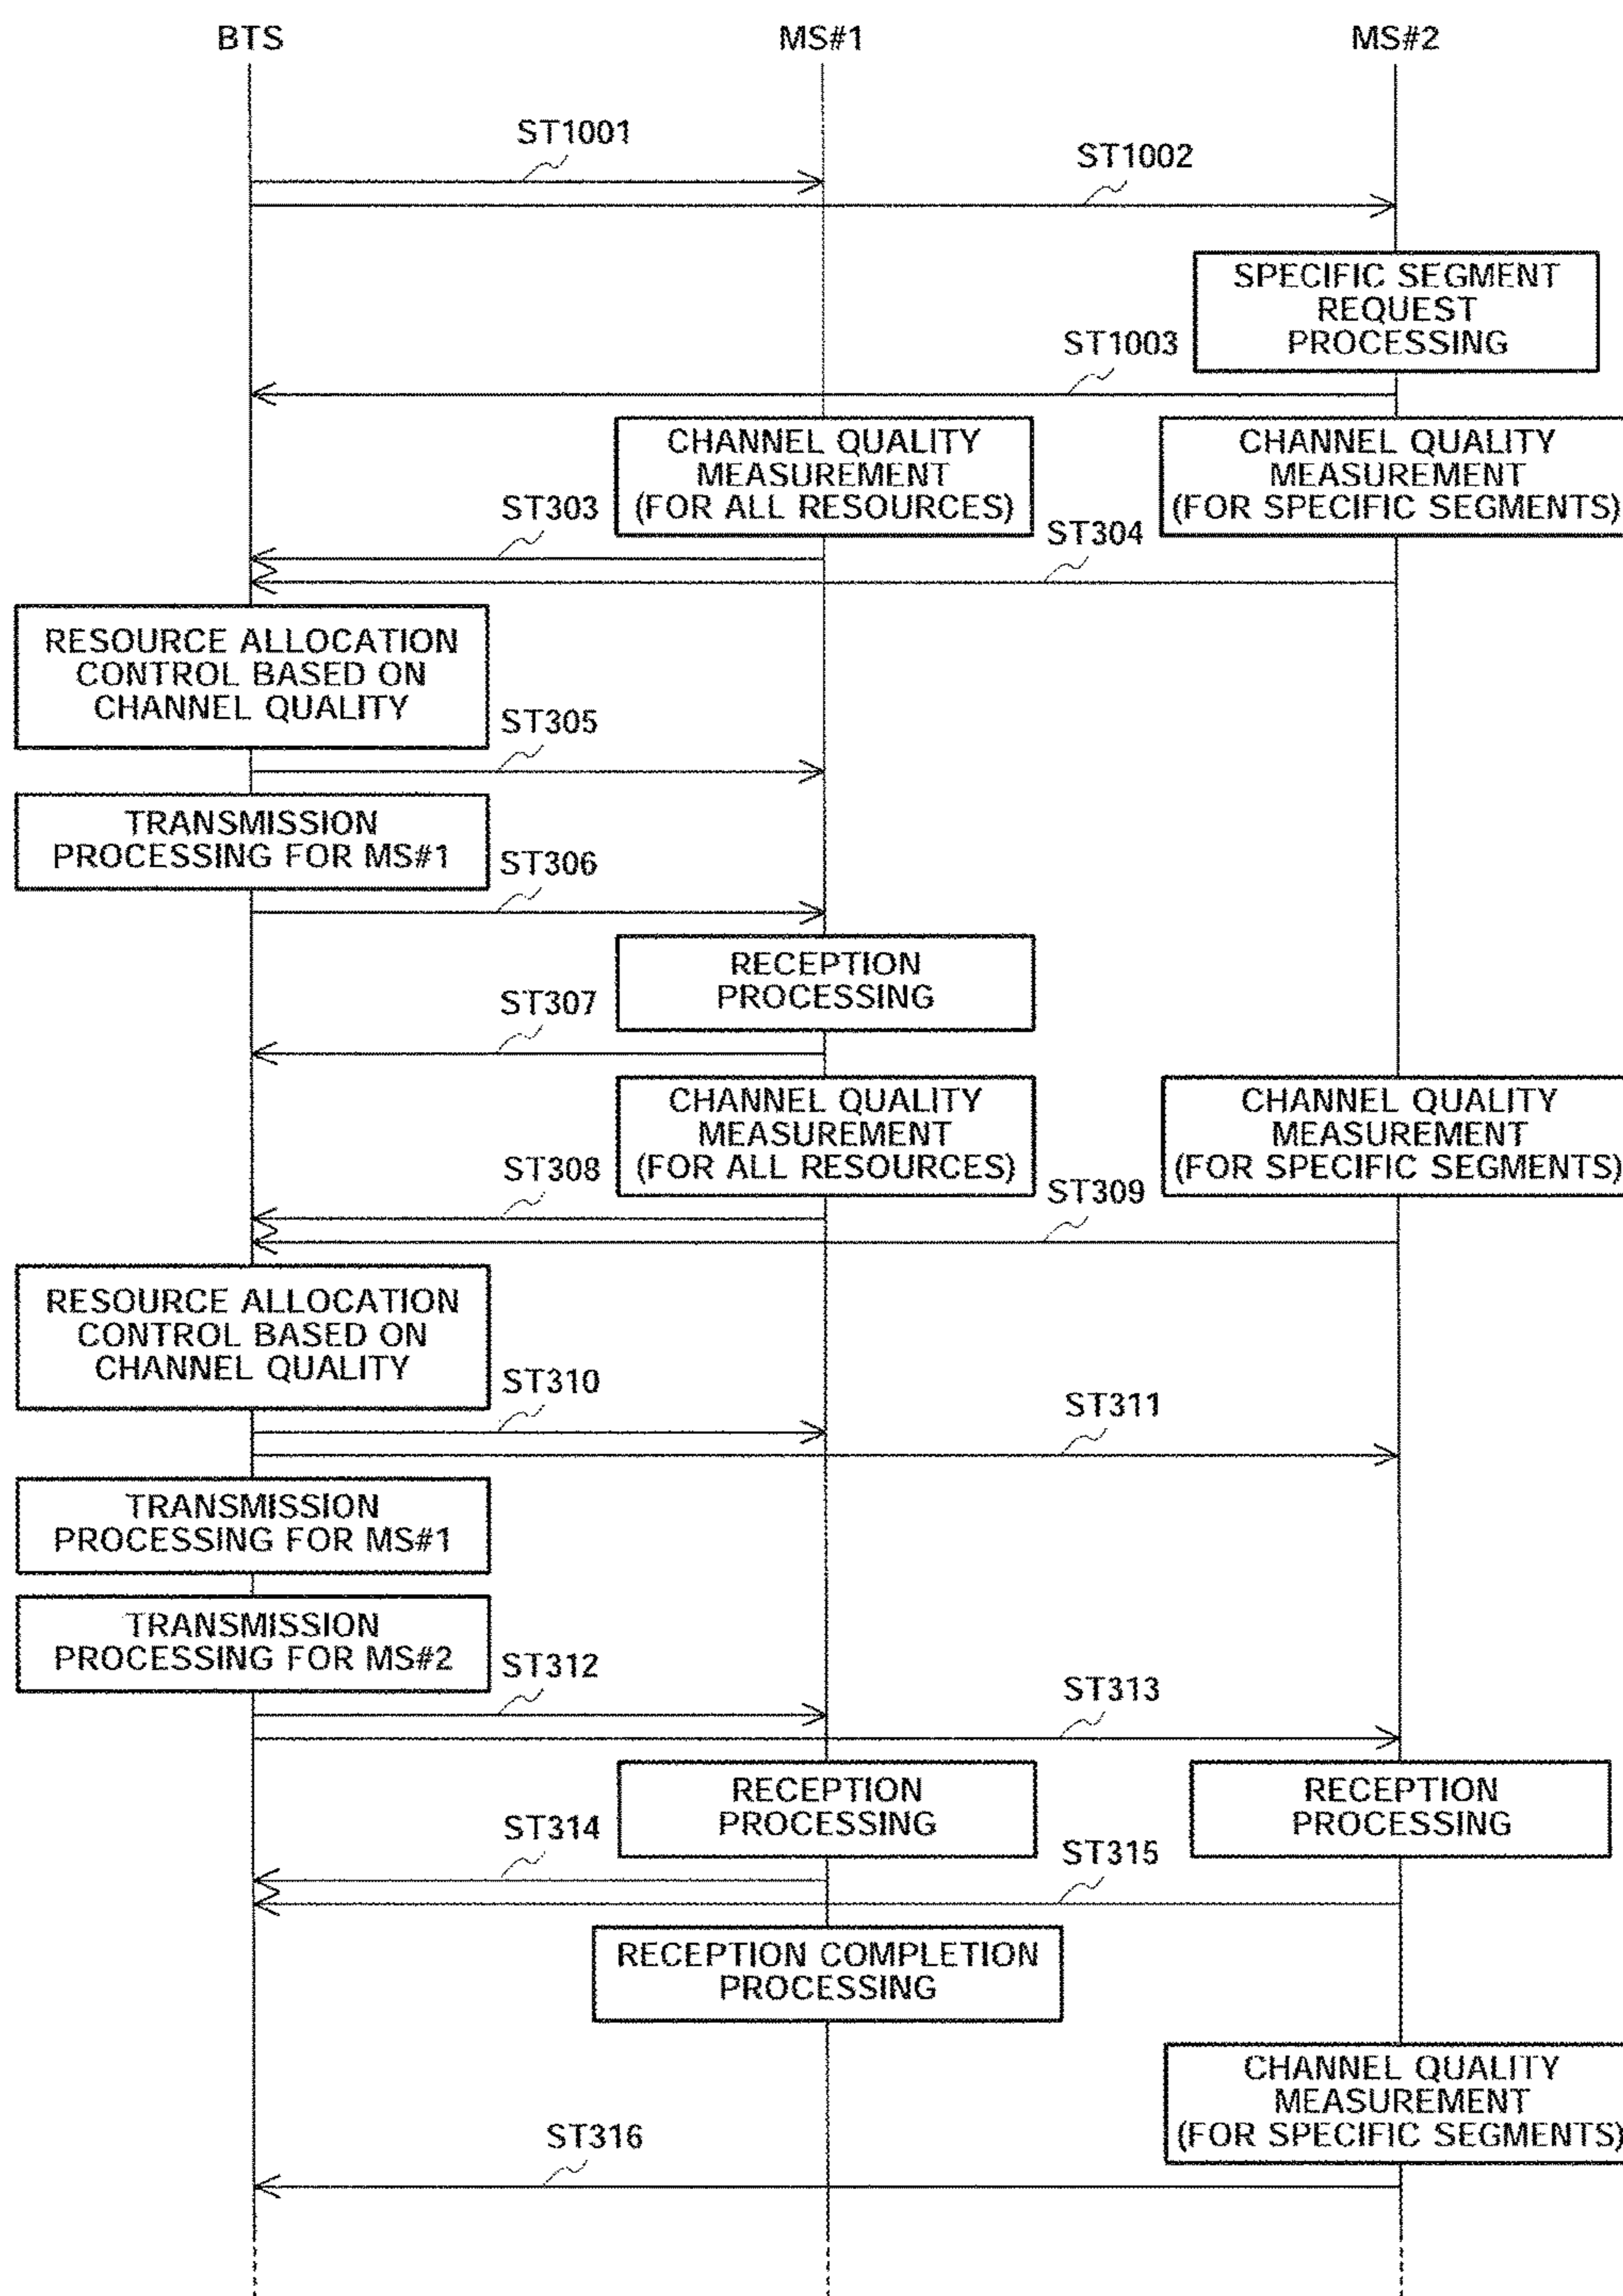 BTS
MS#1
MS#2
ST1001
ST1002
SPECIFIC SEGMENT
REQUEST
PROCESSING
ST1003
CHANNEL QUALITY
MEASUREMENT
(FOR ALL RESOURCES)
CHANNEL QUALITY
MEASUREMENT
(FOR SPECIFIC SEGMENTS)
ST303
ST304
RESOURCE ALLOCATION
CONTROL BASED ON
CHANNEL QUALITY
ST305
TRANSMISSION
PROCESSING FOR MS#1
ST306
RECEPTION
PROCESSING
ST307
CHANNEL QUALITY
MEASUREMENT
(FOR ALL RESOURCES)
CHANNEL QUALITY
MEASUREMENT
(FOR SPECIFIC SEGMENTS)
ST308
ST309
RESOURCE ALLOCATION
CONTROL BASED ON
CHANNEL QUALITY
ST310
ST311
TRANSMISSION
PROCESSING FOR MS#1
TRANSMISSION
PROCESSING FOR MS#2
ST312
ST313
RECEPTION
PROCESSING
RECEPTION
PROCESSING
ST314
ST315
RECEPTION COMPLETION
PROCESSING
CHANNEL QUALITY
MEASUREMENT
(FOR SPECIFIC SEGMENTS)
ST316